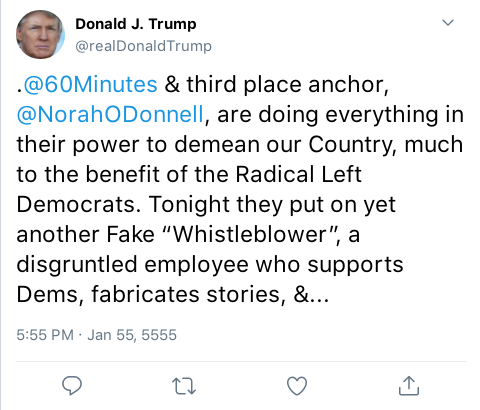 Donald J. Trump
@realDonaldTrump
.@60Minutes & third place anchor,
@NorahODonnell, are doing everything in
their power to demean our Country, much
to the benefit of the Radical Left
Democrats. Tonight they put on yet
another Fake “Whistleblower”, a
disgruntled employee who supports
Dems, fabricates stories, &...
5:55 PM · Jan 55, 5555